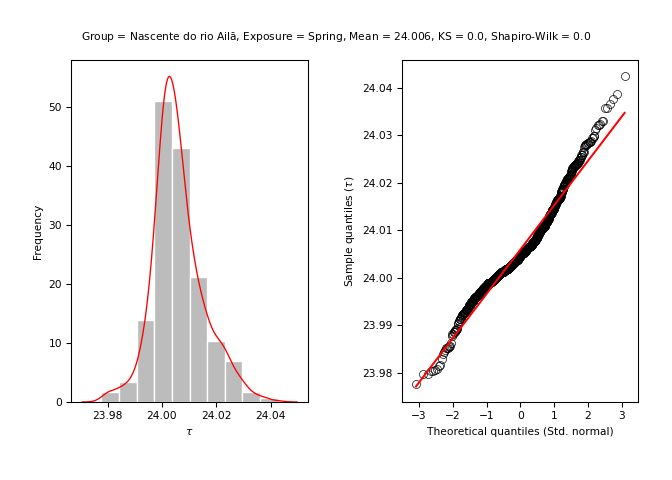 Group = Nascente do rio Ailã, Exposure = Spring, Mean = 24.006, KS = 0.0, Shapiro-Wilk = 0.0
Frequency
50
40
30
20
10
0
23.98 24.00 24.02 24.04
τ
Sample quantiles (τ)
24.04
24.03
24.02
24.01
24.00
23.99
23.98
−3 −2 −1 0 1 2 3
Theoretical quantiles (Std. normal)